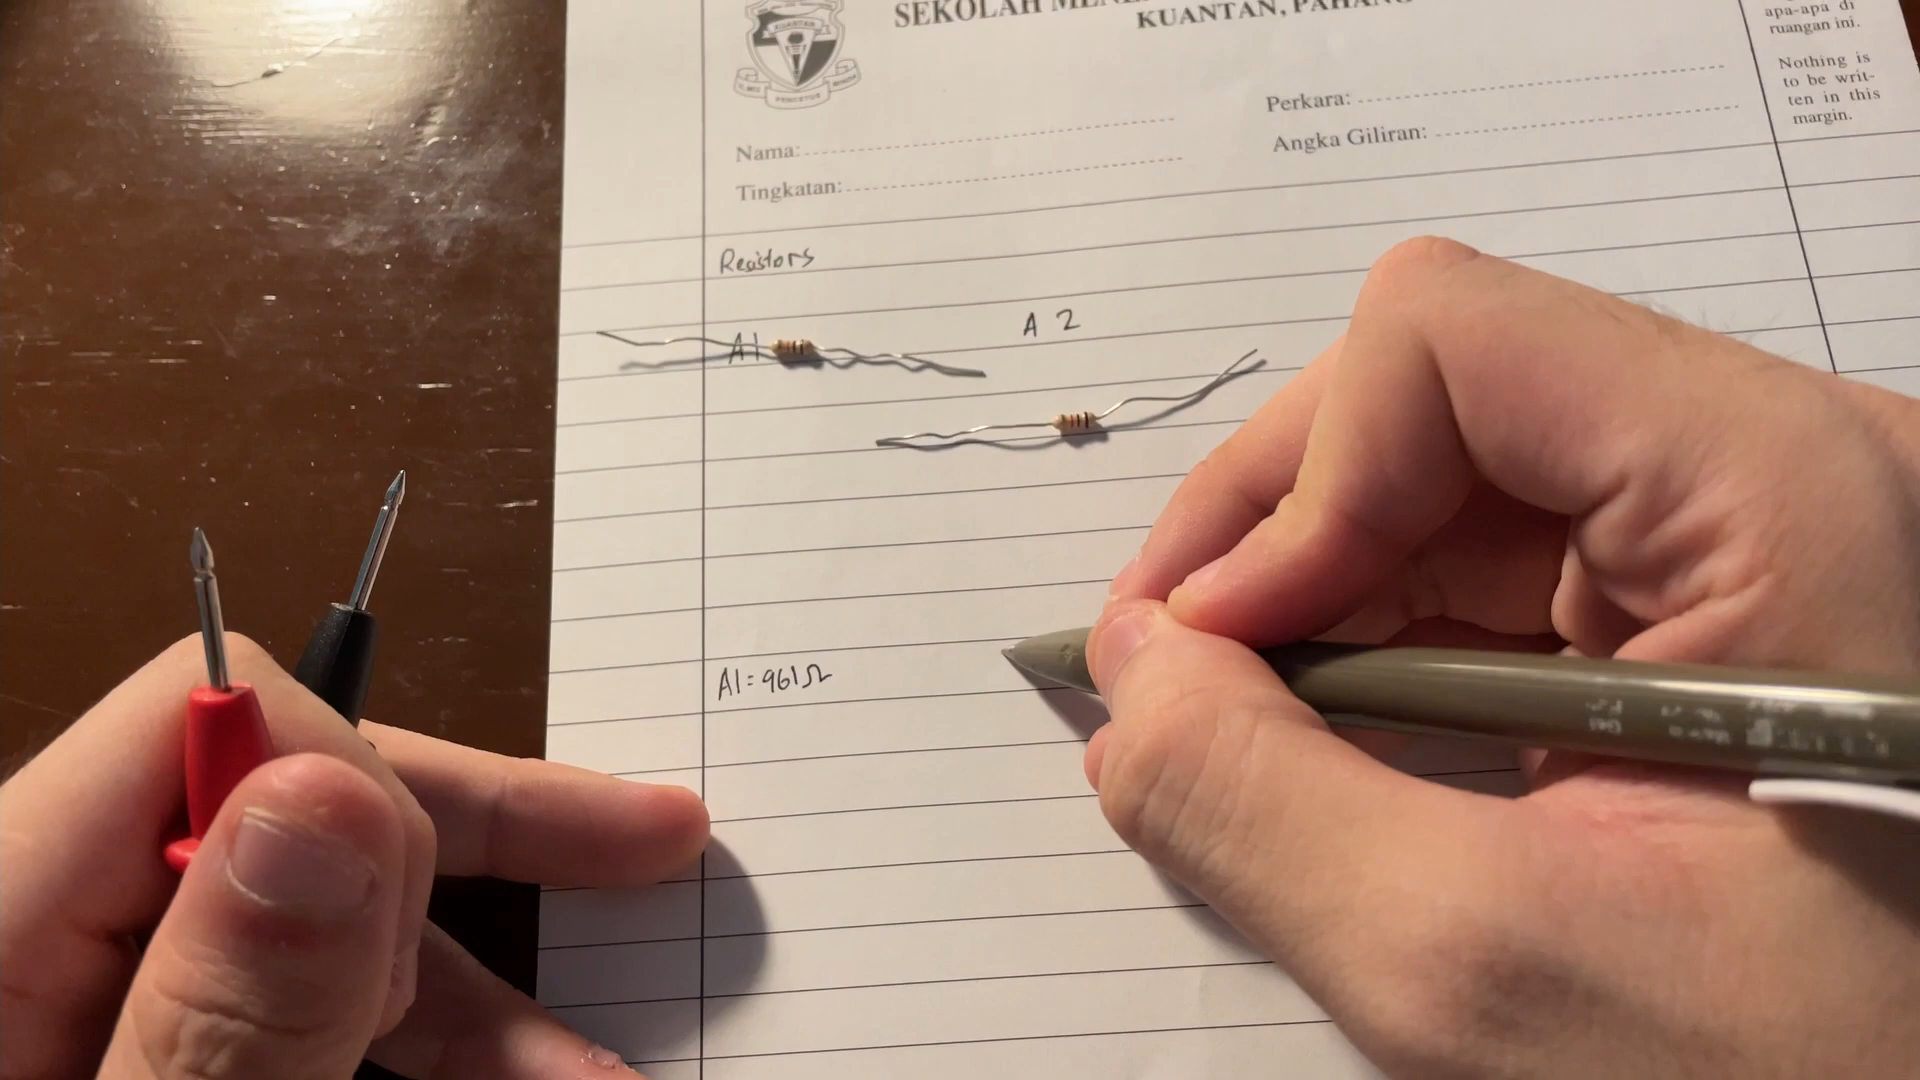 SEKOLAH
KUANTAN, PAHANG
apa-apa di
ruangan ini.
Nothing is
to be writ-
ten in this
margin.
Nama:
Perkara:
Tingkatan:
Angka Giliran:
Resistors
A1
A 2
A1 = 961Ω